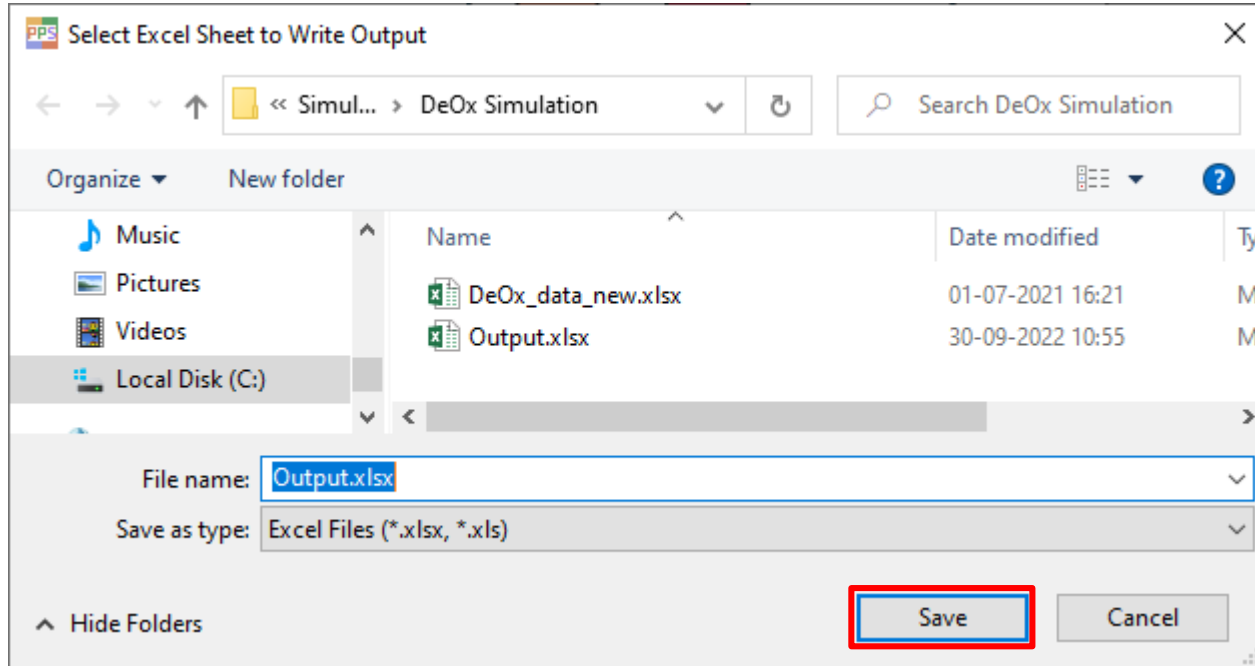 PPS Select Excel Sheet to Write Output
« Simul... › DeOx Simulation Search DeOx Simulation
Organize New folder ?
Music Name Date modified Ty
Pictures DeOx_data_new.xlsx 01-07-2021 16:21 M
Videos Output.xlsx 30-09-2022 10:55 M
Local Disk (C:)
File name: Output.xlsx
Save as type: Excel Files (*.xlsx, *.xls)
Hide Folders Save Cancel